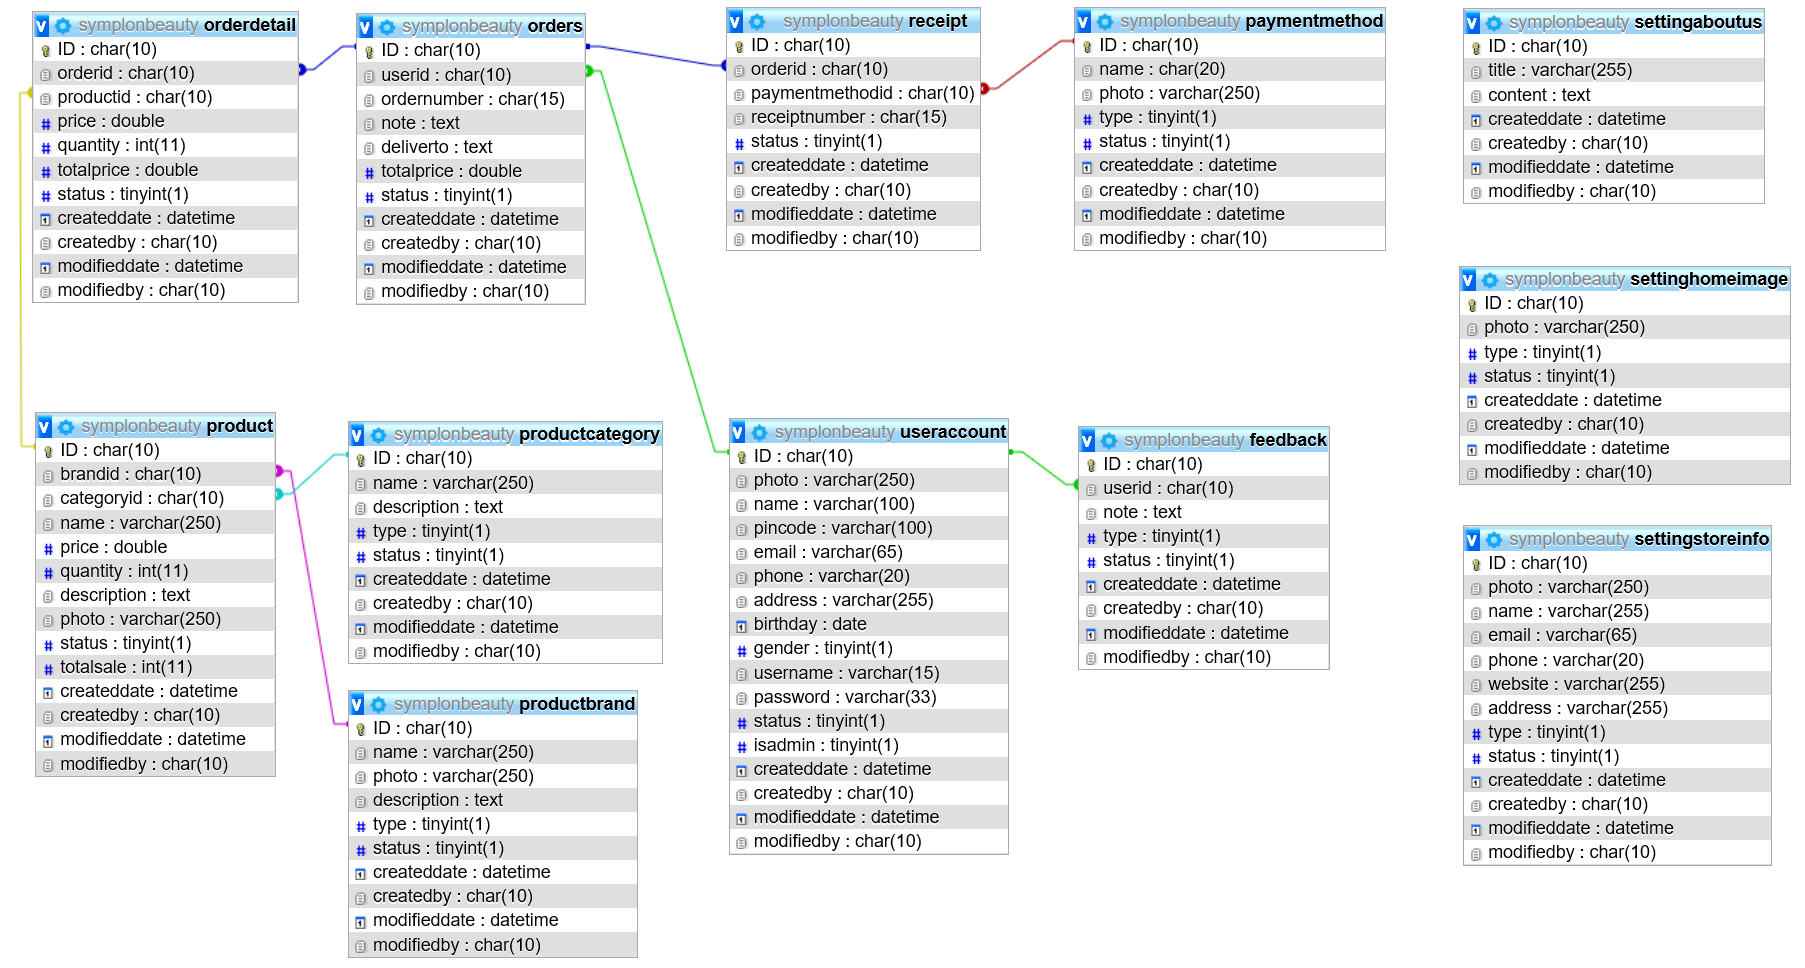 v symplonbeauty orderdetail
ID : char(10)
orderid : char(10)
productid : char(10)
price : double
quantity : int(11)
totalprice : double
status : tinyint(1)
createddate : datetime
createdby : char(10)
modifieddate : datetime
modifiedby : char(10)
v symplonbeauty orders
ID : char(10)
userid : char(10)
ordernumber : char(15)
note : text
deliverto : text
totalprice : double
status : tinyint(1)
createddate : datetime
createdby : char(10)
modifieddate : datetime
modifiedby : char(10)
v symplonbeauty receipt
ID : char(10)
orderid : char(10)
paymentmethodid : char(10)
receiptnumber : char(15)
status : tinyint(1)
createddate : datetime
createdby : char(10)
modifieddate : datetime
modifiedby : char(10)
v symplonbeauty paymentmethod
ID : char(10)
name : char(20)
photo : varchar(250)
type : tinyint(1)
status : tinyint(1)
createddate : datetime
createdby : char(10)
modifieddate : datetime
modifiedby : char(10)
v symplonbeauty settingaboutus
ID : char(10)
title : varchar(255)
content : text
createddate : datetime
createdby : char(10)
modifieddate : datetime
modifiedby : char(10)
v symplonbeauty settinghomeimage
ID : char(10)
photo : varchar(250)
type : tinyint(1)
status : tinyint(1)
createddate : datetime
createdby : char(10)
modifieddate : datetime
modifiedby : char(10)
v symplonbeauty product
ID : char(10)
brandid : char(10)
categoryid : char(10)
name : varchar(250)
price : double
quantity : int(11)
description : text
photo : varchar(250)
status : tinyint(1)
totalsale : int(11)
createddate : datetime
createdby : char(10)
modifieddate : datetime
modifiedby : char(10)
v symplonbeauty productcategory
ID : char(10)
name : varchar(250)
description : text
type : tinyint(1)
status : tinyint(1)
createddate : datetime
createdby : char(10)
modifieddate : datetime
modifiedby : char(10)
v symplonbeauty productbrand
ID : char(10)
name : varchar(250)
photo : varchar(250)
description : text
type : tinyint(1)
status : tinyint(1)
createddate : datetime
createdby : char(10)
modifieddate : datetime
modifiedby : char(10)
v symplonbeauty useraccount
ID : char(10)
photo : varchar(250)
name : varchar(100)
pincode : varchar(100)
email : varchar(65)
phone : varchar(20)
address : varchar(255)
birthday : date
gender : tinyint(1)
username : varchar(15)
password : varchar(33)
status : tinyint(1)
isadmin : tinyint(1)
createddate : datetime
createdby : char(10)
modifieddate : datetime
modifiedby : char(10)
v symplonbeauty feedback
ID : char(10)
userid : char(10)
note : text
type : tinyint(1)
status : tinyint(1)
createddate : datetime
createdby : char(10)
modifieddate : datetime
modifiedby : char(10)
v symplonbeauty settingstoreinfo
ID : char(10)
photo : varchar(250)
name : varchar(255)
email : varchar(65)
phone : varchar(20)
website : varchar(255)
address : varchar(255)
type : tinyint(1)
status : tinyint(1)
createddate : datetime
createdby : char(10)
modifieddate : datetime
modifiedby : char(10)